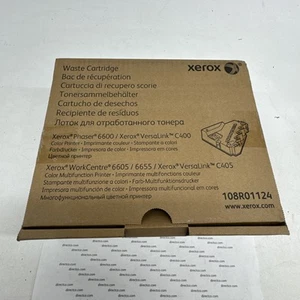 Waste Cartridge
xerox
Bac de récupération
Cartuccia di recupero scorie
Tonersammelbehälter
Cartucho de desechos
Recipiente de resíduos
Лоток для отработанного тонера
Xerox® Phaser® 6600 / Xerox® VersaLink™ C400
Color Printer - Imprimante couleur - Stampante a colori
Farbdrucker - Impresora de color - Impressora em cores
Цветной принтер
Xerox® WorkCentre® 6605 / 6655 / Xerox® VersaLink™ C405
Color Multifunction Printer - Imprimante multifonction couleur
Stampante multifunzione a colori - Farb-Multifunktionsdrucker
Impresora multifunción a color - Impressora multifuncional em cores
Многофункциональный цветной принтер
108R01124
www.xerox.com